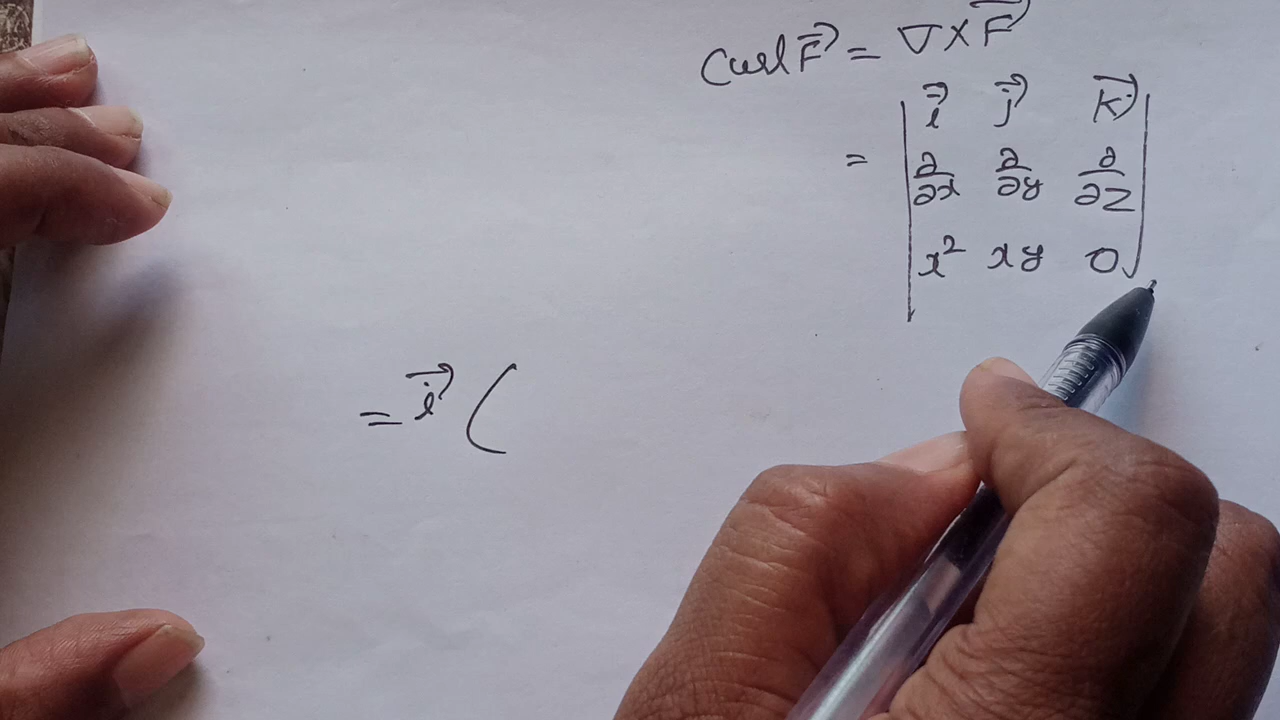 Curl F⃗ = ∇ × F⃗
= | i⃗ j⃗ k⃗ |
| ∂/∂x ∂/∂y ∂/∂z |
| x² xy 0 |
= i⃗ (